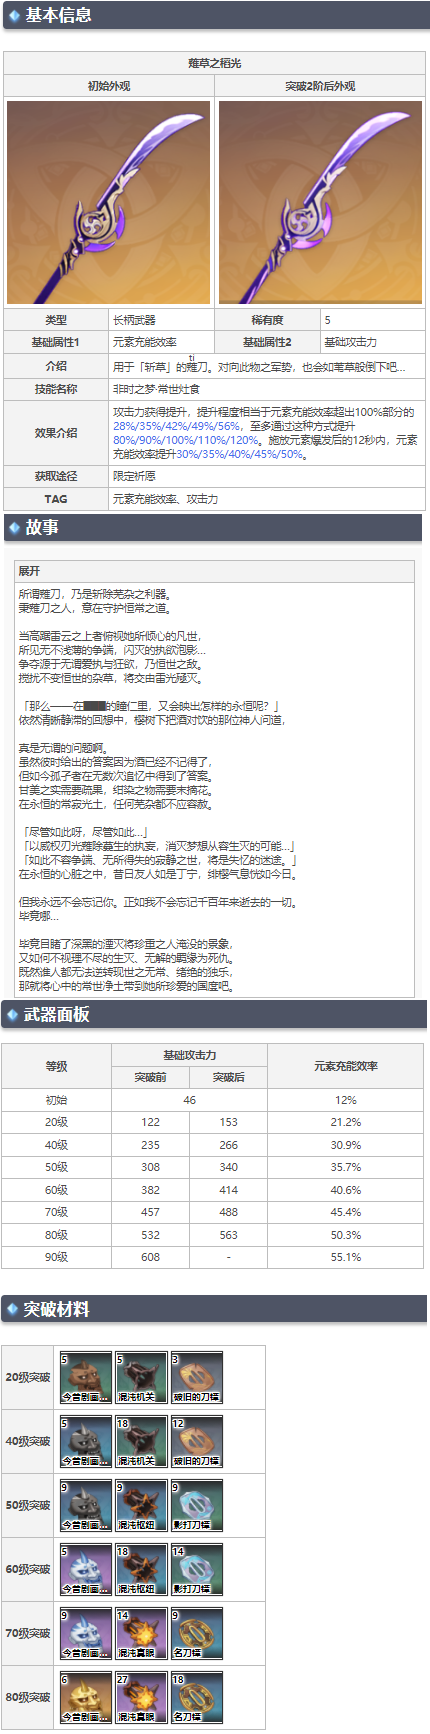 基本信息
薙草之稻光
初始外观 突破2阶后外观
类型 长柄武器 稀有度 5
基础属性1 元素充能效率 基础属性2 基础攻击力
tì
介绍 用于「斩草」的薙刀。对向此物之军势，也会如苇草般倒下吧…
技能名称 非时之梦·常世灶食
效果介绍 攻击力获得提升，提升程度相当于元素充能效率超出100%部分的
28%/35%/42%/49%/56%，至多通过这种方式提升
80%/90%/100%/110%/120%。施放元素爆发后的12秒内，元素
充能效率提升30%/35%/40%/45%/50%。
获取途径 限定祈愿
TAG 元素充能效率、攻击力
故事
展开
所谓薙刀，乃是斩除芜杂之利器。
秉薙刀之人，意在守护恒常之道。
当高踞雷云之上者俯视她所倾心的凡世，
所见无不浅薄的争端，闪灭的执欲泡影…
争夺源于无谓爱执与狂欲，乃恒世之敌。
搅扰不变恒世的杂草，将交由雷光殛灭。
「那么——在▇▇▇的瞳仁里，又会映出怎样的永恒呢？」
依然清晰静滞的回想中，樱树下把酒对饮的那位神人问道，
真是无谓的问题啊。
虽然彼时给出的答案因为酒已经不记得了，
但如今孤孑者在无数次追忆中得到了答案。
甘美之实需要疏果，绀染之物需要末摘花。
在永恒的常寂光土，任何芜杂都不应容赦。
「尽管如此呀，尽管如此…」
「以威权刃光薙除蔓生的执妄，消灭梦想从容生灭的可能…」
「如此不容争端、无所得失的寂静之世，将是失忆的迷途。」
在永恒的心脏之中，昔日友人如是丁宁，绯樱气息恍如今日。
但我永远不会忘记你。正如我不会忘记千百年来逝去的一切。
毕竟哪…
毕竟目睹了深黑的湮灭将珍重之人淹没的景象，
又如何不视理不尽的生灭、无解的羁缘为死仇。
既然谁人都无法逆转现世之无常、绪绝的独乐，
那就将心中的常世净土带到她所珍爱的国度吧。
武器面板
等级 基础攻击力 元素充能效率
突破前 突破后
初始 46 12%
20级 122 153 21.2%
40级 235 266 30.9%
50级 308 340 35.7%
60级 382 414 40.6%
70级 457 488 45.4%
80级 532 563 50.3%
90级 608 - 55.1%
突破材料
5 5 3
20级突破
今昔剧画… 混沌机关 破旧的刀镡
5 18 12
40级突破
今昔剧画… 混沌机关 破旧的刀镡
9 9 9
50级突破
今昔剧画… 混沌枢纽 影打刀镡
5 18 14
60级突破
今昔剧画… 混沌枢纽 影打刀镡
9 14 9
70级突破
今昔剧画… 混沌真眼 名刀镡
6 27 18
80级突破
今昔剧画… 混沌真眼 名刀镡